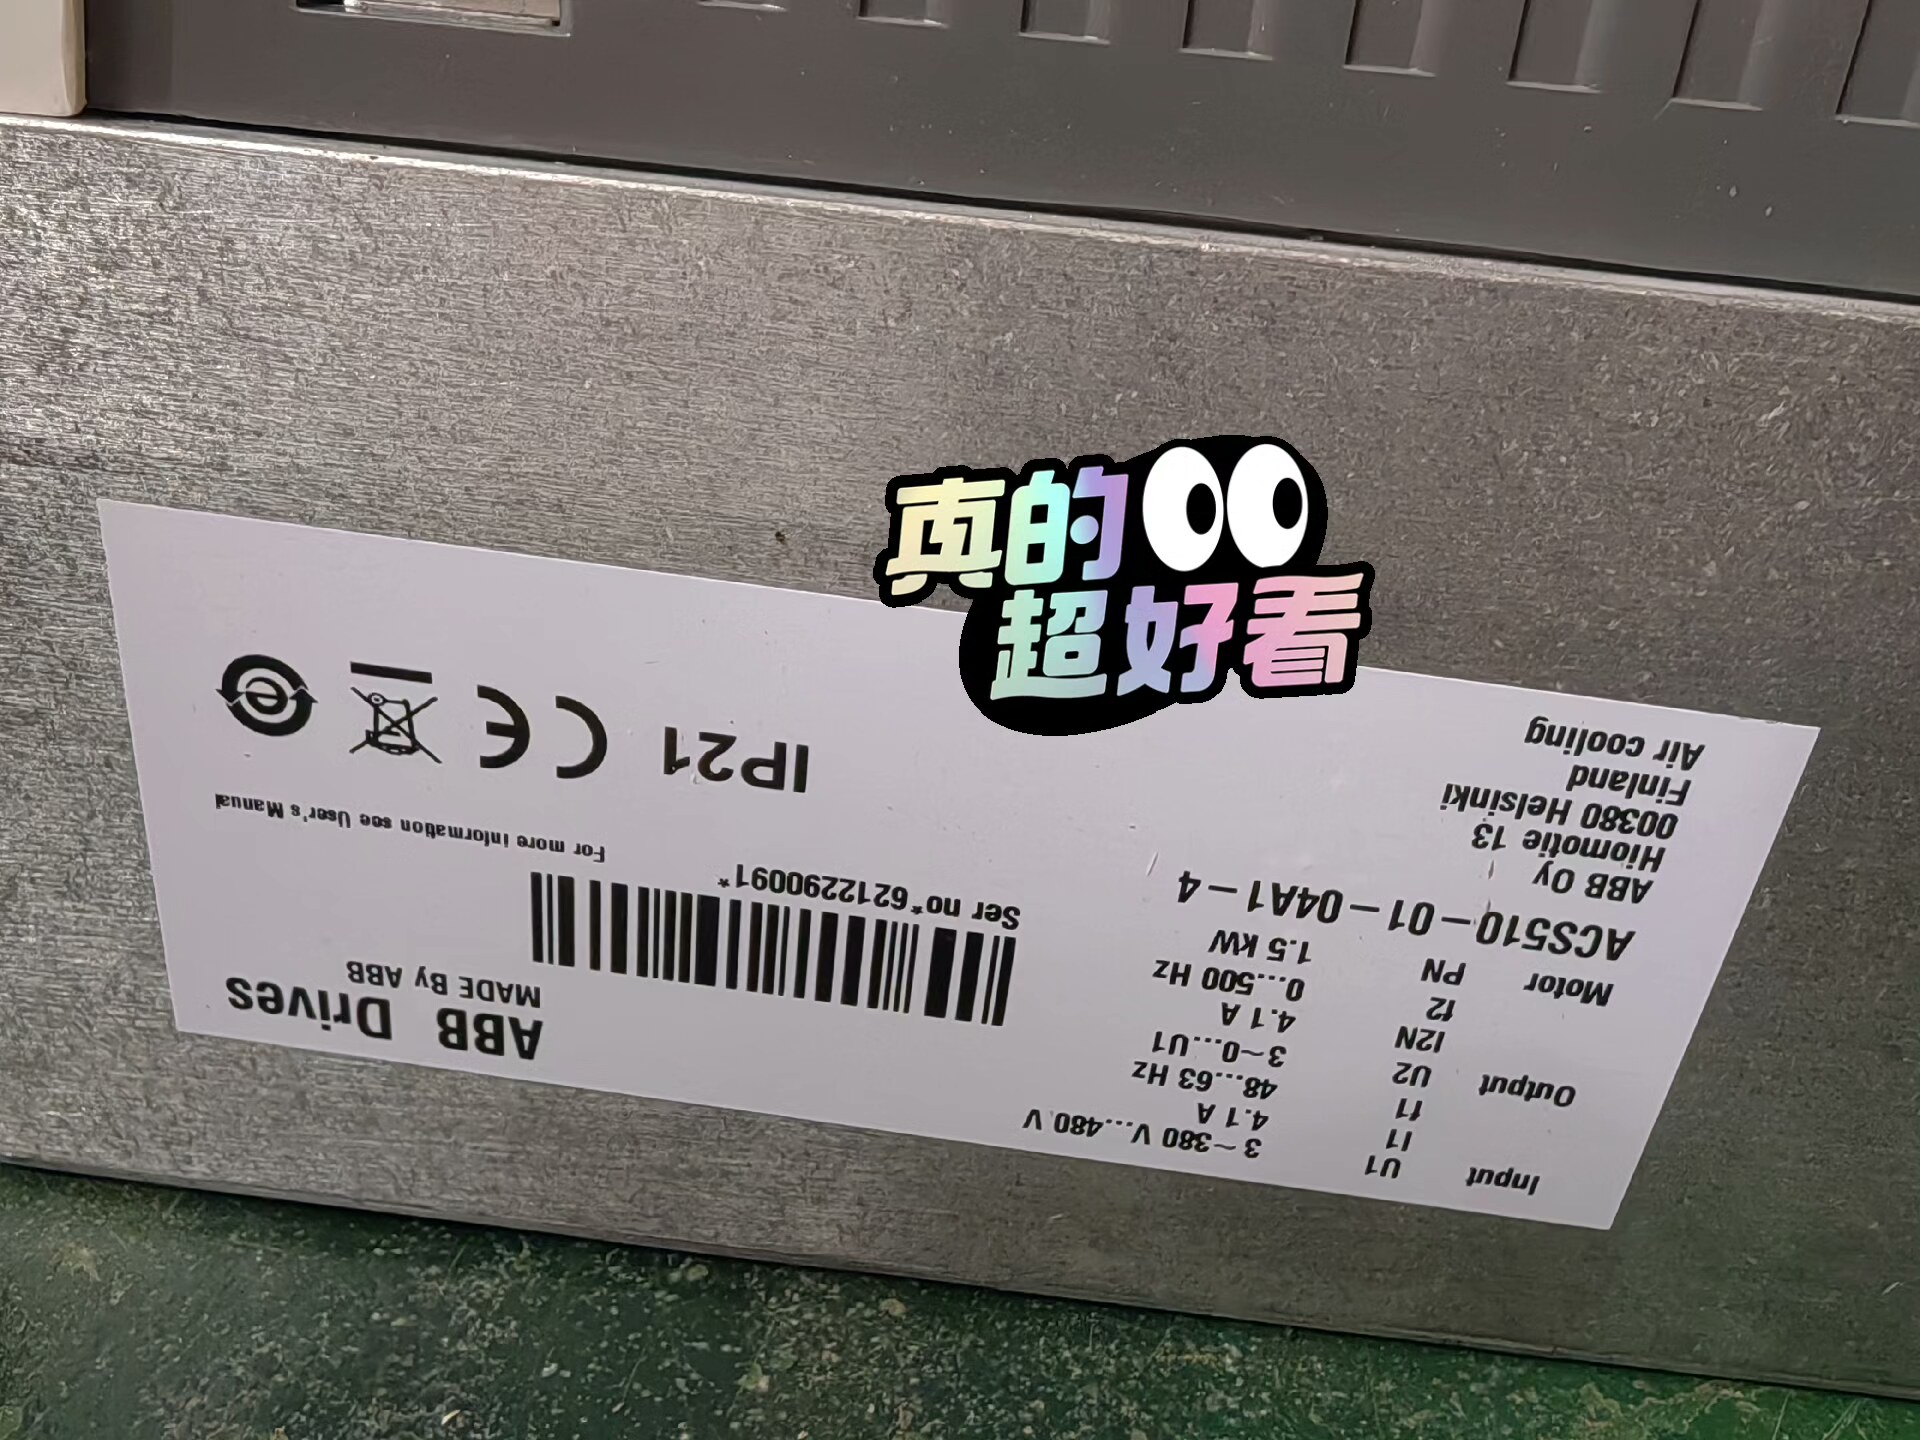 真的
超好看
Input U1 3~380 V...480 V
I1 4.1 A
f1 48...63 Hz
Output U2 3~0...U1
I2N 4.1 A
f2 0...500 Hz
Motor PN 1.5 kW
ACS510-01-04A1-4
ABB Oy
Hiomotie 13
00380 Helsinki
Finland
Air cooling
ABB Drives
MADE By ABB
Ser no*6212290091*
For more information see User's Manual
IP21 CE